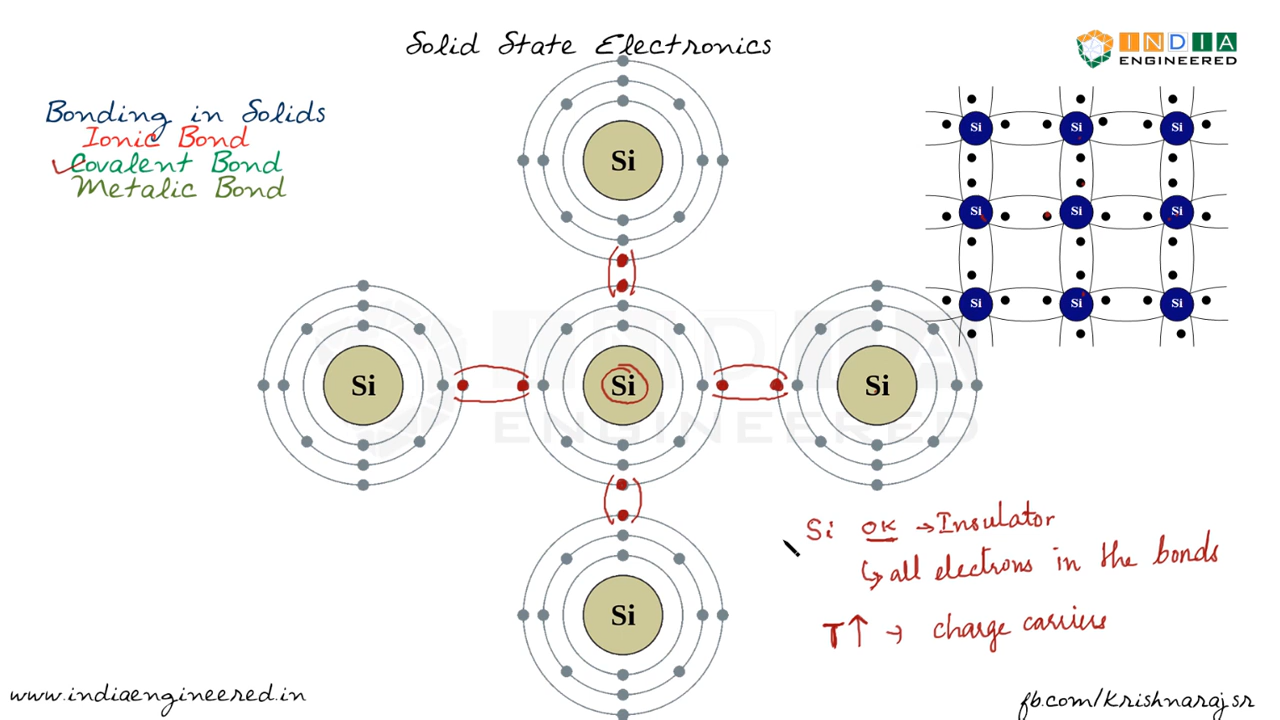 Solid State Electronics
INDIA
ENGINEERED
Bonding in Solids
Ionic Bond
Covalent Bond
Metalic Bond
Si
Si Si Si
Si Si Si
Si Si Si
Si Si Si
INDIA
ENGINEERED
Si OK → Insulator
↳ all electrons in the bonds
T↑ → charge carriers
Si
www.indiaengineered.in
fb.com/krishnaraj.sr